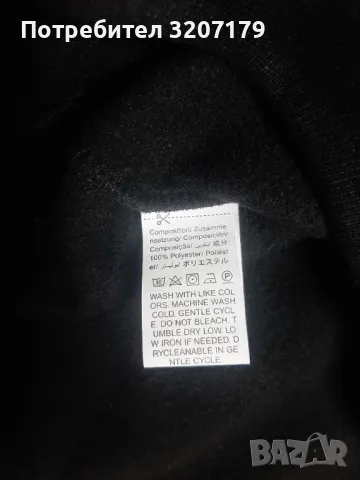 Потребител 3207179
Composition/ Zusamme
nsetzung/ Composición/
Composição/ تكوين/ 成分
100% Polyester/ Poliést
er/ بوليستر/ ポリエステル
WASH WITH LIKE COL
ORS. MACHINE WASH
COLD. GENTLE CYCL
E. DO NOT BLEACH. T
UMBLE DRY LOW. LO
W IRON IF NEEDED. D
RYCLEANABLE IN GE
NTLE CYCLE.
BAZAR